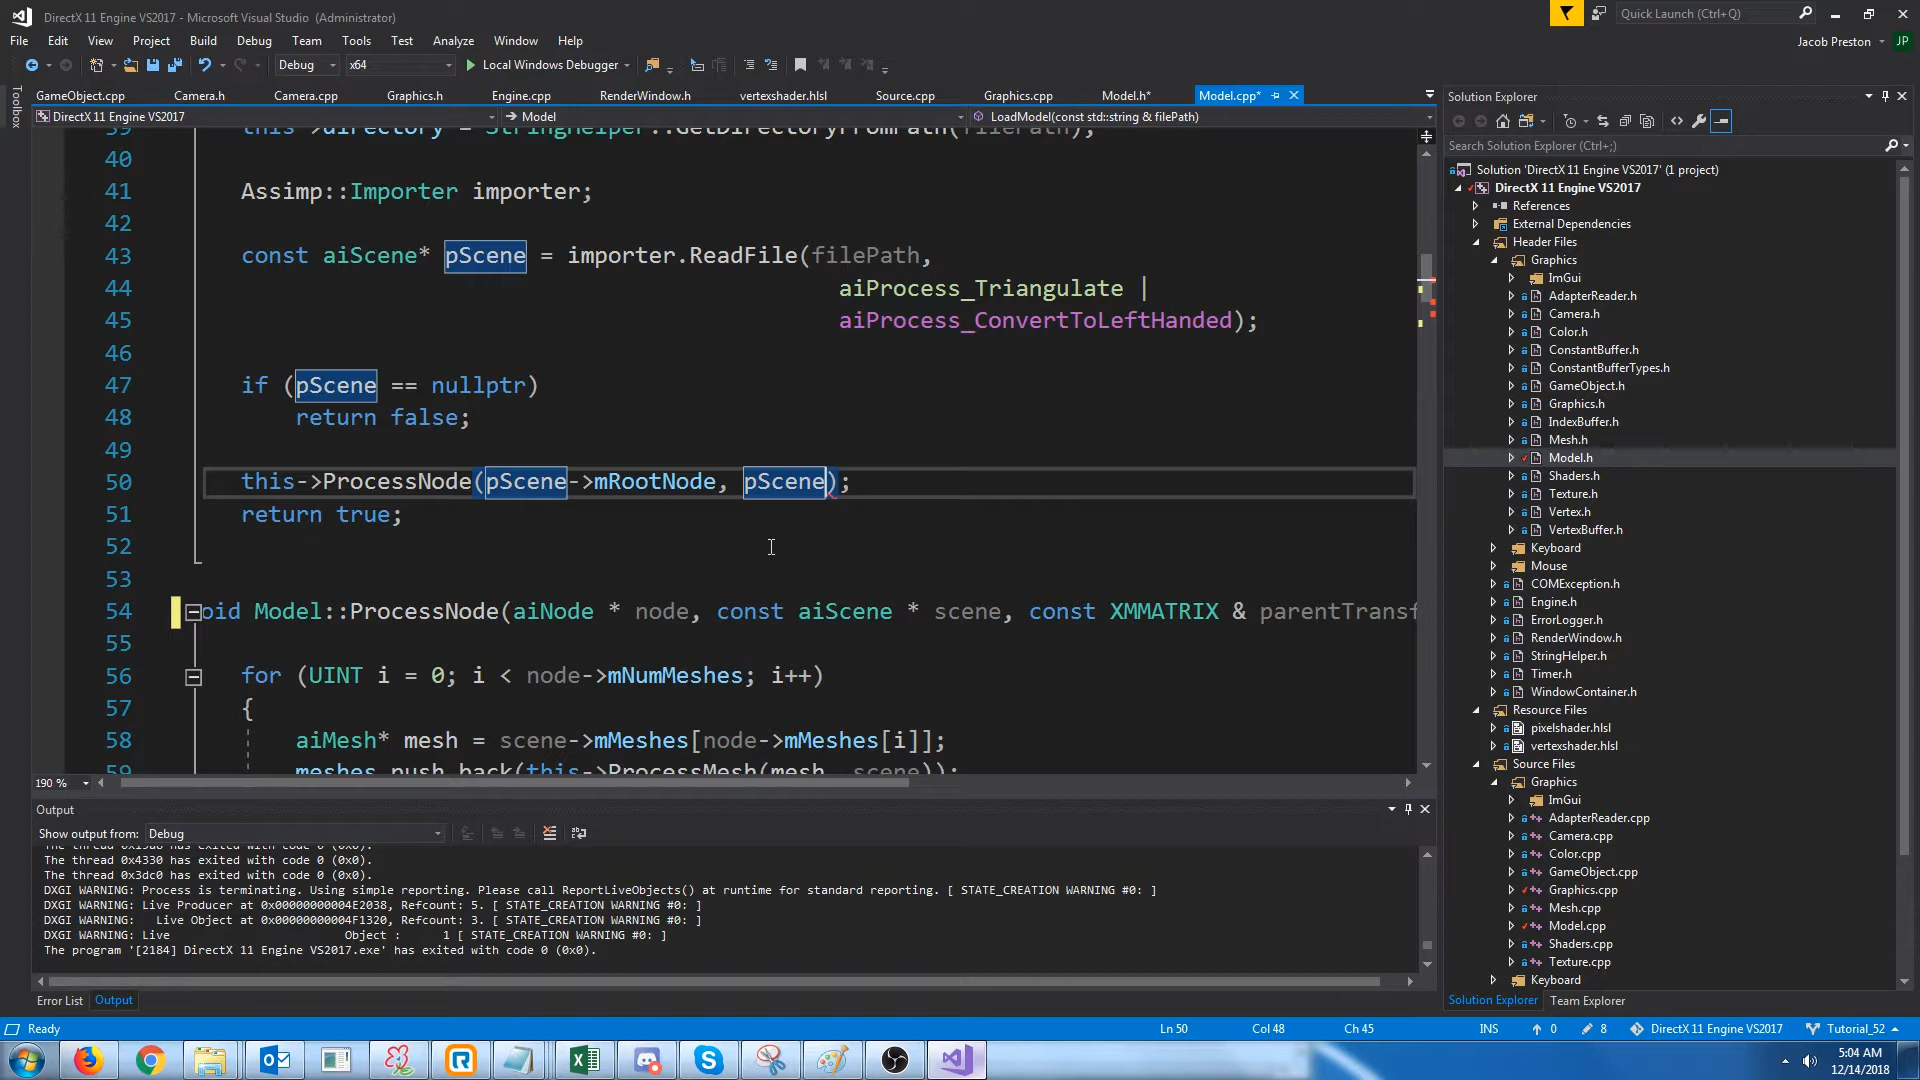 DirectX 11 Engine VS2017 - Microsoft Visual Studio (Administrator)
Quick Launch (Ctrl+Q)
File Edit View Project Build Debug Team Tools Test Analyze Window Help
Jacob Preston JP
Debug x64 Local Windows Debugger
Toolbox
GameObject.cpp Camera.h Camera.cpp Graphics.h Engine.cpp RenderWindow.h vertexshader.hlsl Source.cpp Graphics.cpp Model.h* Model.cpp*
DirectX 11 Engine VS2017 Model LoadModel(const std::string & filePath)
39 this->directory = StringHelper::GetDirectoryFromPath(filePath);
40
41 Assimp::Importer importer;
42
43 const aiScene* pScene = importer.ReadFile(filePath,
44 aiProcess_Triangulate |
45 aiProcess_ConvertToLeftHanded);
46
47 if (pScene == nullptr)
48 return false;
49
50 this->ProcessNode(pScene->mRootNode, pScene);
51 return true;
52
53
54 oid Model::ProcessNode(aiNode * node, const aiScene * scene, const XMMATRIX & parentTransf
55
56 for (UINT i = 0; i < node->mNumMeshes; i++)
57 {
58 aiMesh* mesh = scene->mMeshes[node->mMeshes[i]];
59 meshes.push_back(this->ProcessMesh(mesh, scene));
190 %
Output
Show output from: Debug
The thread 0x4330 has exited with code 0 (0x0).
The thread 0x3dc0 has exited with code 0 (0x0).
DXGI WARNING: Process is terminating. Using simple reporting. Please call ReportLiveObjects() at runtime for standard reporting. [ STATE_CREATION WARNING #0: ]
DXGI WARNING: Live Producer at 0x00000000004E2038, Refcount: 5. [ STATE_CREATION WARNING #0: ]
DXGI WARNING: Live Object at 0x00000000004F1320, Refcount: 3. [ STATE_CREATION WARNING #0: ]
DXGI WARNING: Live Object : 1 [ STATE_CREATION WARNING #0: ]
The program '[2184] DirectX 11 Engine VS2017.exe' has exited with code 0 (0x0).
Error List Output
Solution Explorer
Search Solution Explorer (Ctrl+;)
Solution 'DirectX 11 Engine VS2017' (1 project)
DirectX 11 Engine VS2017
References
External Dependencies
Header Files
Graphics
ImGui
AdapterReader.h
Camera.h
Color.h
ConstantBuffer.h
ConstantBufferTypes.h
GameObject.h
Graphics.h
IndexBuffer.h
Mesh.h
Model.h
Shaders.h
Texture.h
Vertex.h
VertexBuffer.h
Keyboard
Mouse
COMException.h
Engine.h
ErrorLogger.h
RenderWindow.h
StringHelper.h
Timer.h
WindowContainer.h
Resource Files
pixelshader.hlsl
vertexshader.hlsl
Source Files
Graphics
ImGui
AdapterReader.cpp
Camera.cpp
Color.cpp
GameObject.cpp
Graphics.cpp
Mesh.cpp
Model.cpp
Shaders.cpp
Texture.cpp
Keyboard
Solution Explorer Team Explorer
Ready Ln 50 Col 48 Ch 45 INS 0 8 DirectX 11 Engine VS2017 Tutorial_52
5:04 AM
12/14/2018